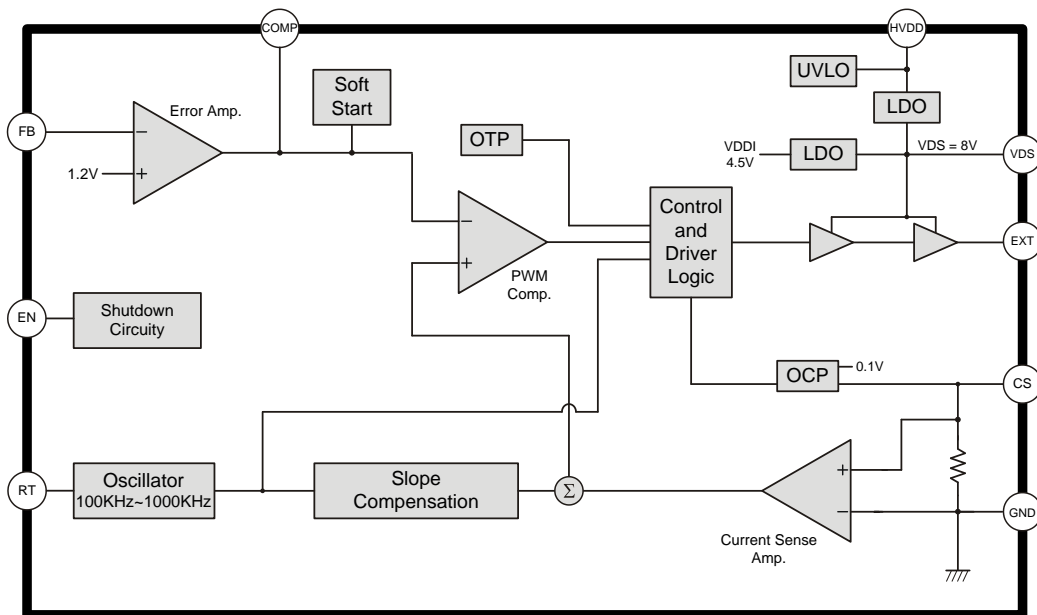 COMP
HVDD
Soft
Start
UVLO
LDO
Error Amp.
FB
OTP
VDDI
4.5V
LDO
VDS = 8V
VDS
1.2V
Control
and
Driver
Logic
EXT
PWM
Comp.
EN
Shutdown
Circuity
OCP
0.1V
CS
RT
Oscillator
100KHz~1000KHz
Slope
Compensation
Σ
Current Sense
Amp.
GND